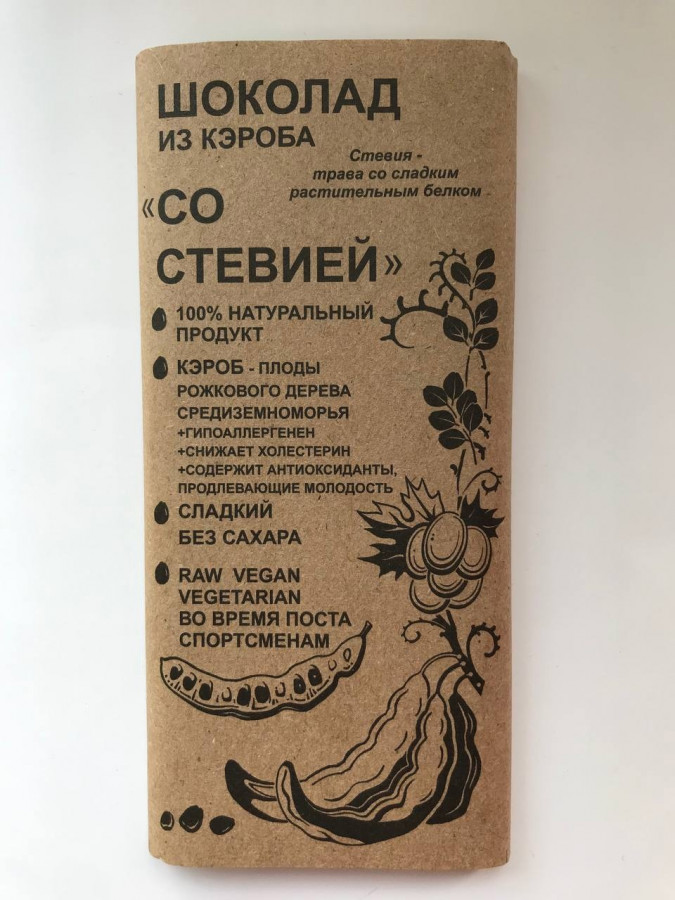 ШОКОЛАД
ИЗ КЭРОБА
Стевия -
трава со сладким
растительным белком
«СО
СТЕВИЕЙ»
100% НАТУРАЛЬНЫЙ
ПРОДУКТ
КЭРОБ - ПЛОДЫ
РОЖКОВОГО ДЕРЕВА
СРЕДИЗЕМНОМОРЬЯ
+ГИПОАЛЛЕРГЕНЕН
+СНИЖАЕТ ХОЛЕСТЕРИН
+СОДЕРЖИТ АНТИОКСИДАНТЫ,
ПРОДЛЕВАЮЩИЕ МОЛОДОСТЬ
СЛАДКИЙ
БЕЗ САХАРА
RAW VEGAN
VEGETARIAN
ВО ВРЕМЯ ПОСТА
СПОРТСМЕНАМ